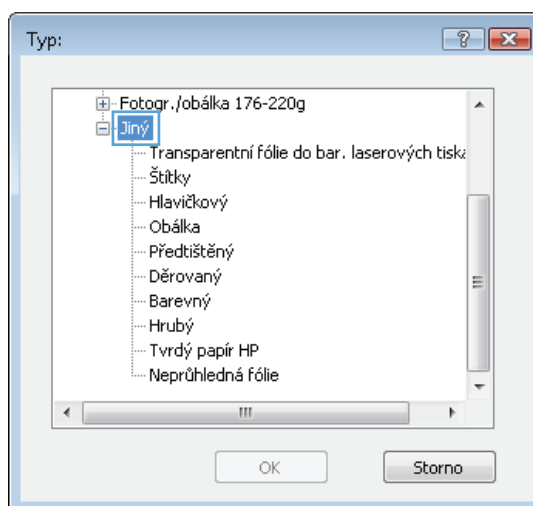 Typ:
Fotogr./obálka 176-220g
Jiný
Transparentní fólie do bar. laserových tiska
Štítky
Hlavičkový
Obálka
Předtištěný
Děrovaný
Barevný
Hrubý
Tvrdý papír HP
Neprůhledná fólie
OK
Storno